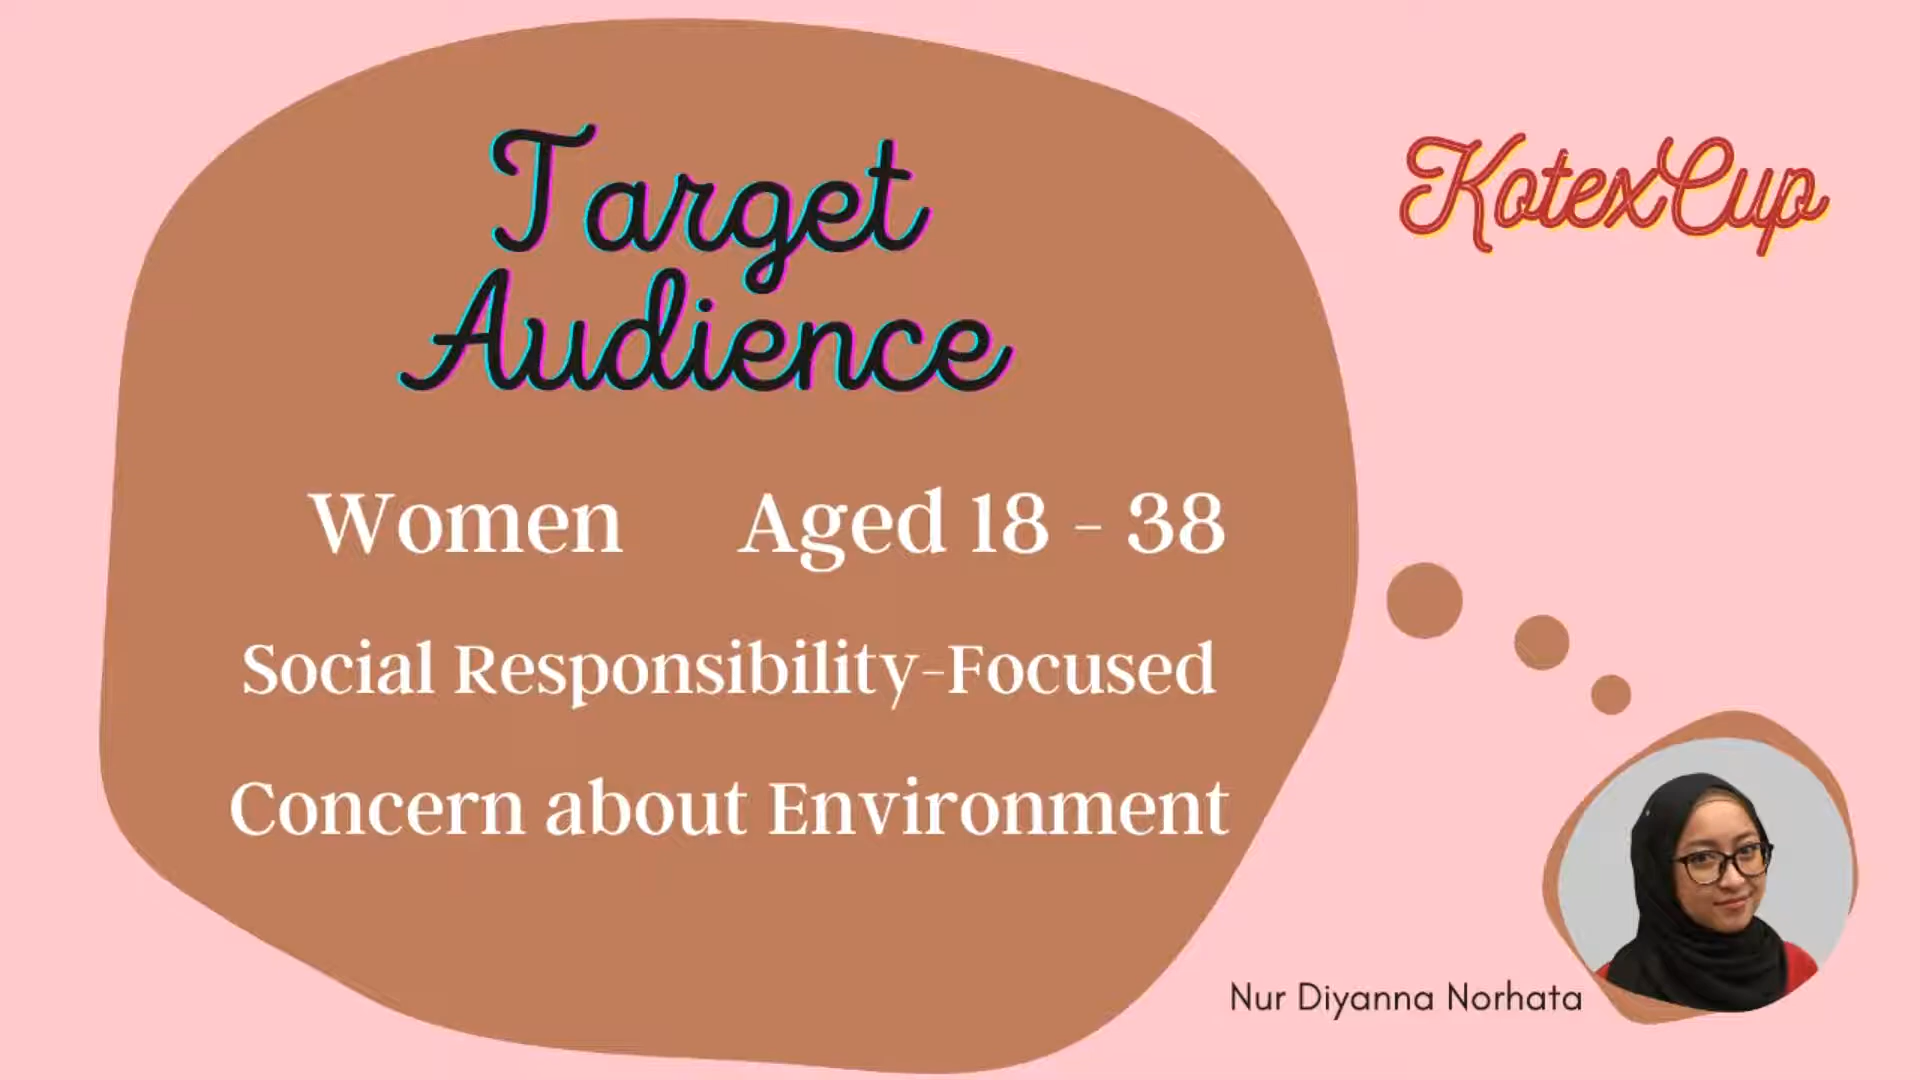 Target
Audience
KotexCup
Women Aged 18 - 38
Social Responsibility-Focused
Concern about Environment
Nur Diyanna Norhata